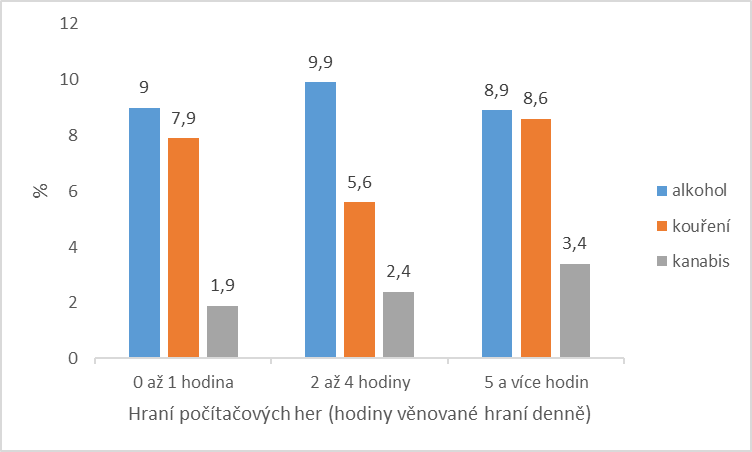 12
10
8
6
4
2
0
%
9
7,9
1,9
9,9
5,6
2,4
8,9
8,6
3,4
0 až 1 hodina
2 až 4 hodiny
5 a více hodin
Hraní počítačových her (hodiny věnované hraní denně)
alkohol
kouření
kanabis